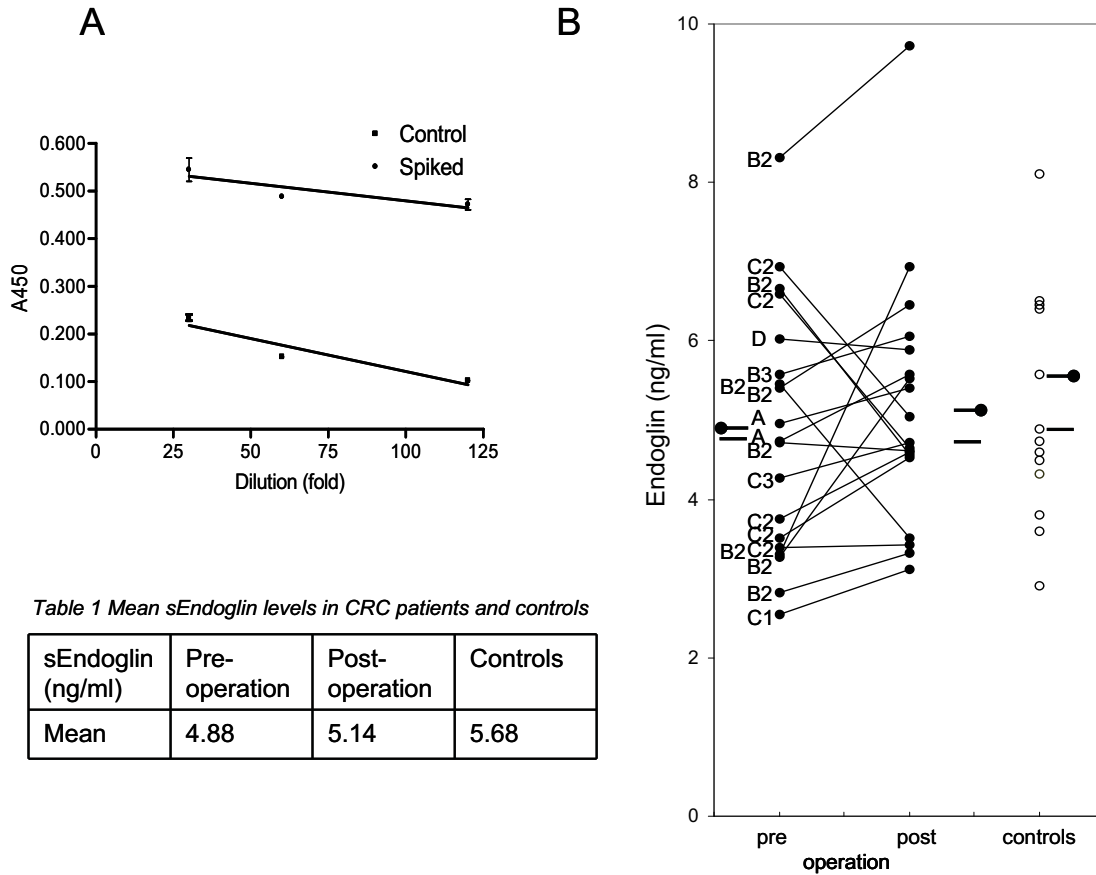 A
B
0.600
0.500
0.400
0.300
0.200
0.100
0.000
A450
Control
Spiked
0
25
50
75
100
125
Dilution (fold)
Table 1 Mean sEndoglin levels in CRC patients and controls
sEndoglin (ng/ml)
Pre-operation
Post-operation
Controls
Mean
4.88
5.14
5.68
10
8
6
4
2
0
Endoglin (ng/ml)
B2
C2
B2
C2
D
B3
B2
B2
A
A
B2
C3
C2
C2
B2
C2
B2
B2
C1
pre
post
controls
operation